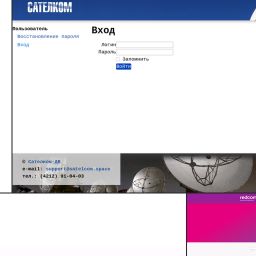 САТЕЛКОМ
Пользователь
Восстановление пароля
Вход
Вход
Логин
Пароль
Запомнить
Войти
© Сателком-ДВ
e-mail: support@satelcom.space
тел.: (4212) 91-04-03
redcom